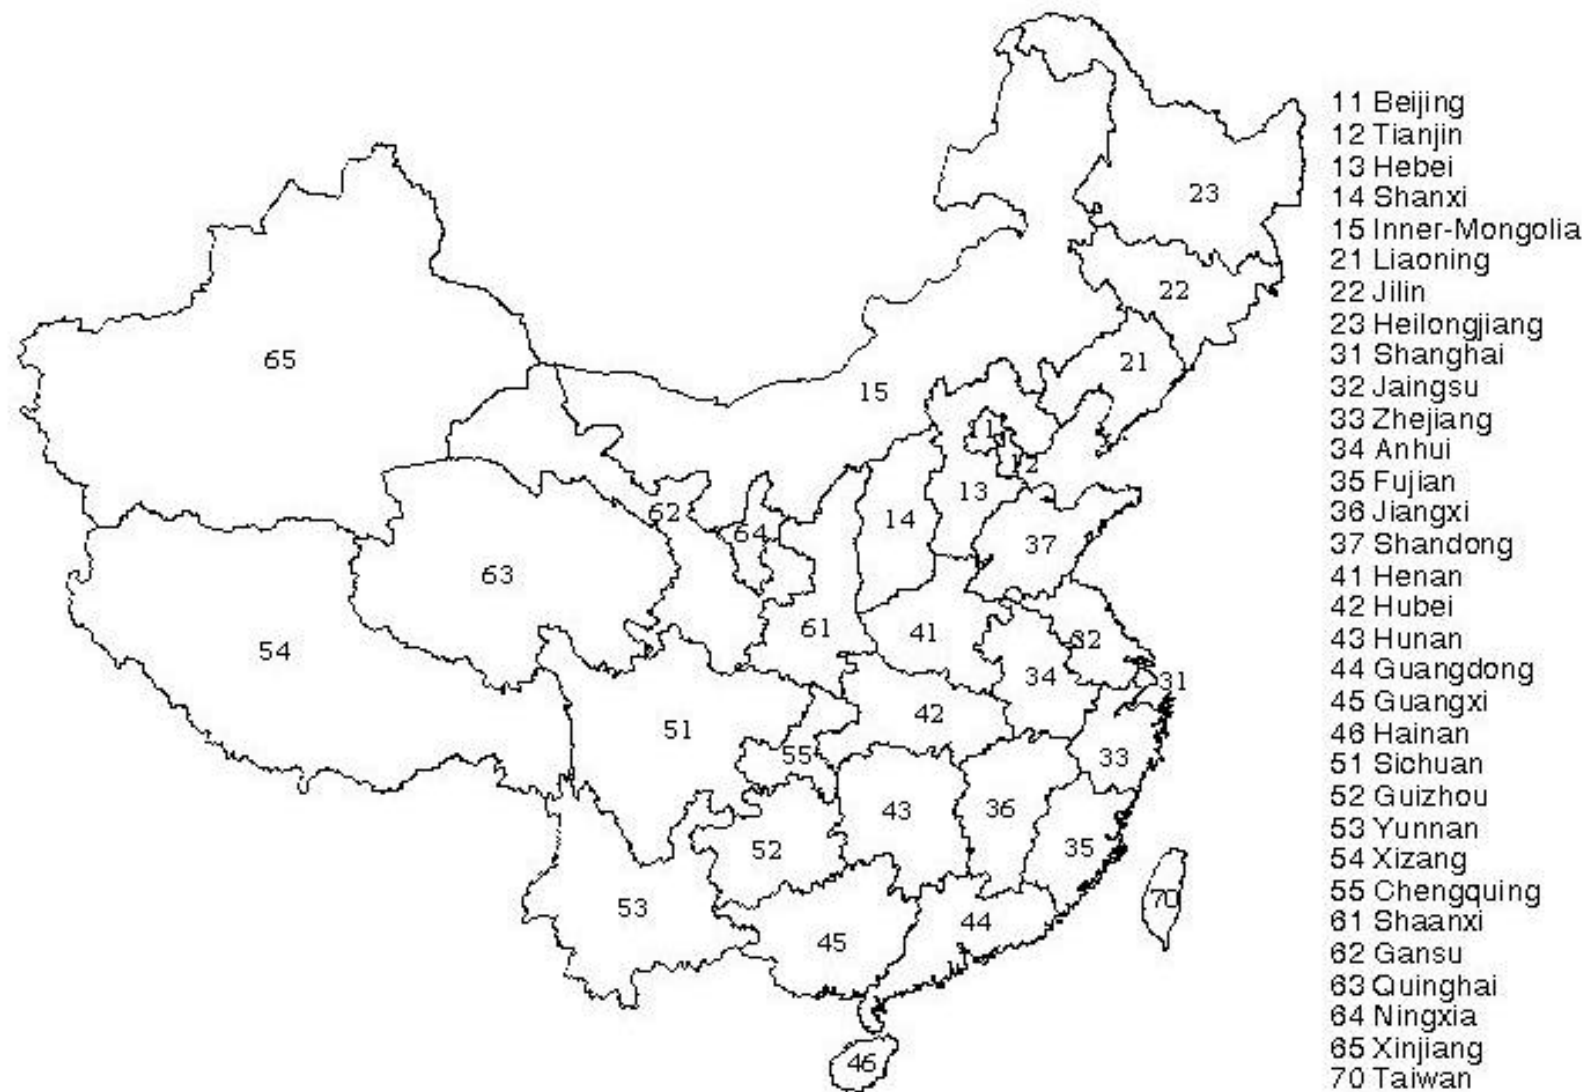 11 Beijing
12 Tianjin
13 Hebei
14 Shanxi
15 Inner-Mongolia
21 Liaoning
22 Jilin
23 Heilongjiang
31 Shanghai
32 Jaingsu
33 Zhejiang
34 Anhui
35 Fujian
36 Jiangxi
37 Shandong
41 Henan
42 Hubei
43 Hunan
44 Guangdong
45 Guangxi
46 Hainan
51 Sichuan
52 Guizhou
53 Yunnan
54 Xizang
55 Chengquing
61 Shaanxi
62 Gansu
63 Quinghai
64 Ningxia
65 Xinjiang
70 Taiwan
23
22
65
21
15
11
12
13
62
14
64
37
63
61
41
32
54
34
31
42
51
55
33
43
36
52
35
70
53
44
45
46